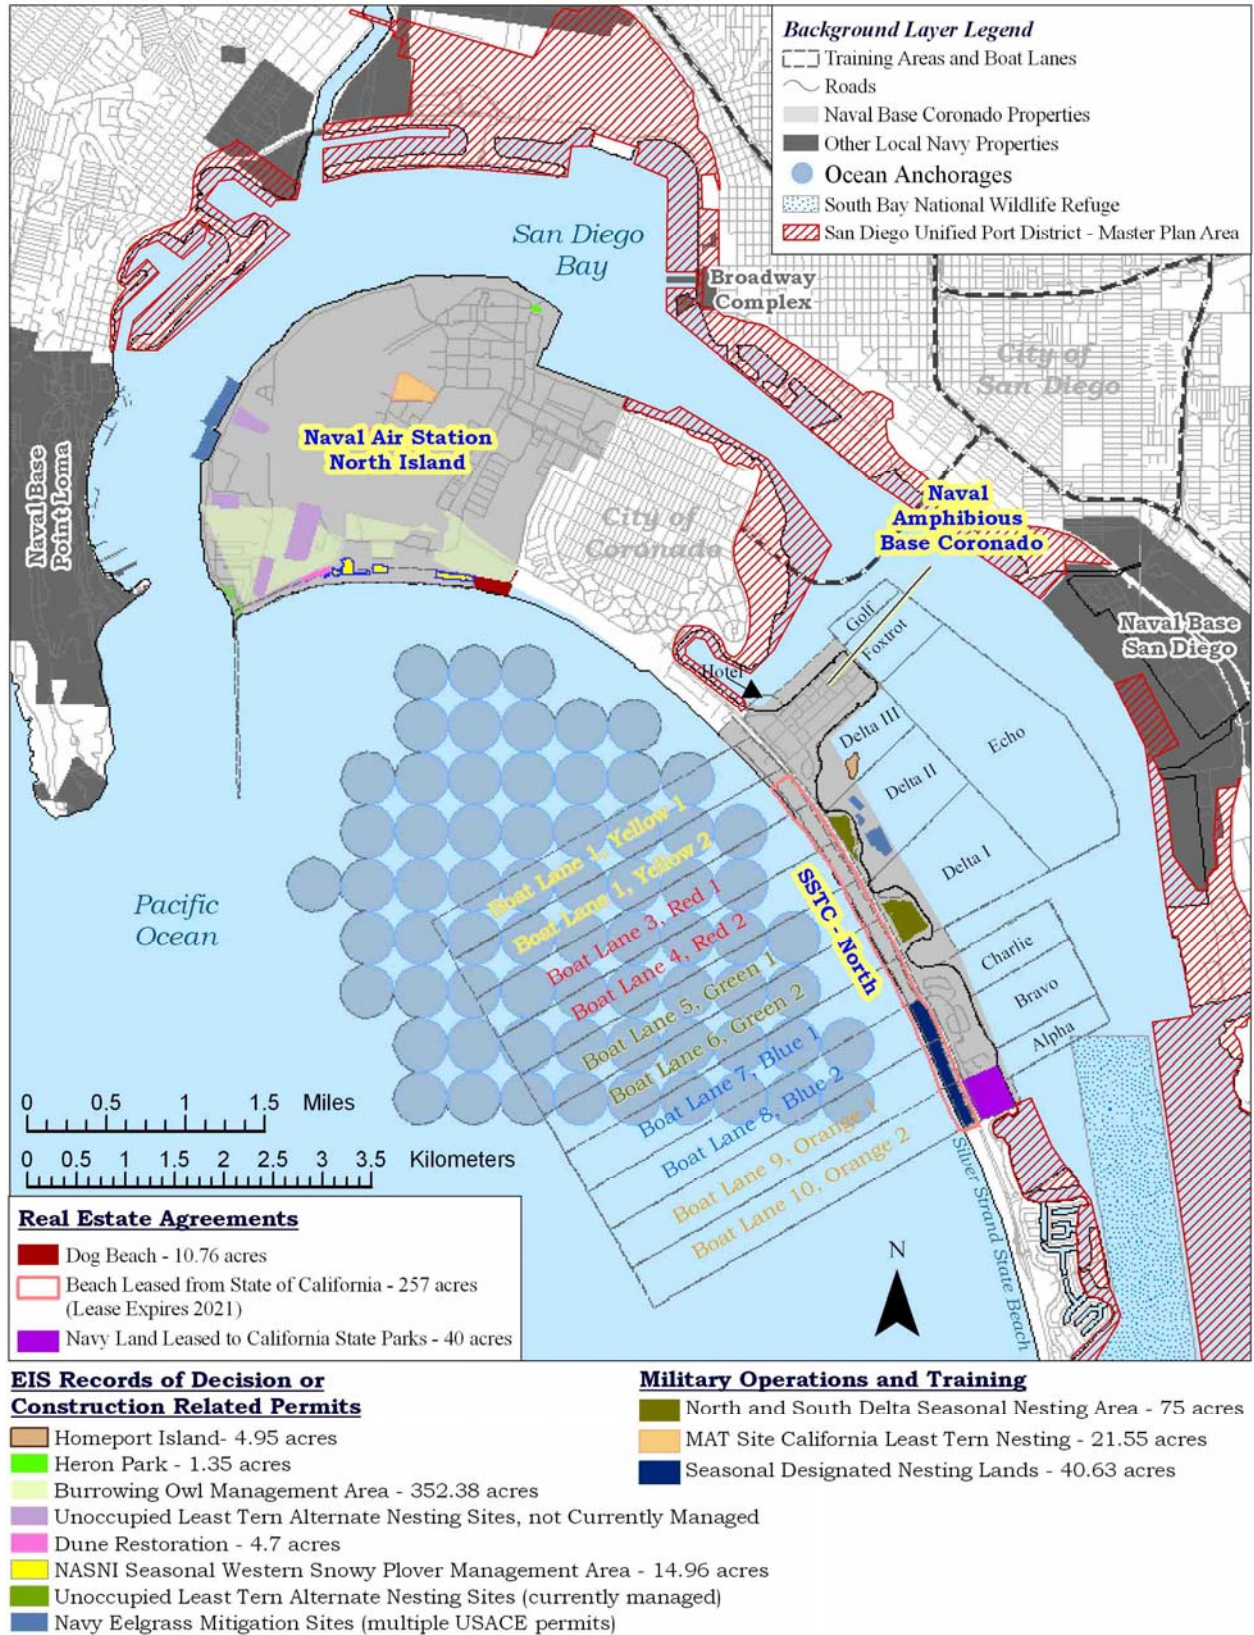 Background Layer Legend
Training Areas and Boat Lanes
Roads
Naval Base Coronado Properties
Other Local Navy Properties
Ocean Anchorages
South Bay National Wildlife Refuge
San Diego Unified Port District - Master Plan Area
San Diego
Bay
Broadway
Complex
City of
San Diego
Naval Air Station
North Island
Naval Base
Point Loma
City of
Coronado
Naval
Amphibious
Base Coronado
Naval Base
San Diego
Golf
Foxtrot
Hotel
Delta III
Echo
Delta II
Delta I
Charlie
Bravo
Alpha
SSTC - North
Pacific
Ocean
Boat Lane 1, Yellow 1
Boat Lane 1, Yellow 2
Boat Lane 3, Red 1
Boat Lane 4, Red 2
Boat Lane 5, Green 1
Boat Lane 6, Green 2
Boat Lane 7, Blue 1
Boat Lane 8, Blue 2
Boat Lane 9, Orange 1
Boat Lane 10, Orange 2
Silver Strand State Beach
N
0 0.5 1 1.5 Miles
0 0.5 1 1.5 2 2.5 3 3.5 Kilometers
Real Estate Agreements
Dog Beach - 10.76 acres
Beach Leased from State of California - 257 acres
(Lease Expires 2021)
Navy Land Leased to California State Parks - 40 acres
EIS Records of Decision or
Construction Related Permits
Homeport Island- 4.95 acres
Heron Park - 1.35 acres
Burrowing Owl Management Area - 352.38 acres
Unoccupied Least Tern Alternate Nesting Sites, not Currently Managed
Dune Restoration - 4.7 acres
NASNI Seasonal Western Snowy Plover Management Area - 14.96 acres
Unoccupied Least Tern Alternate Nesting Sites (currently managed)
Navy Eelgrass Mitigation Sites (multiple USACE permits)
Military Operations and Training
North and South Delta Seasonal Nesting Area - 75 acres
MAT Site California Least Tern Nesting - 21.55 acres
Seasonal Designated Nesting Lands - 40.63 acres